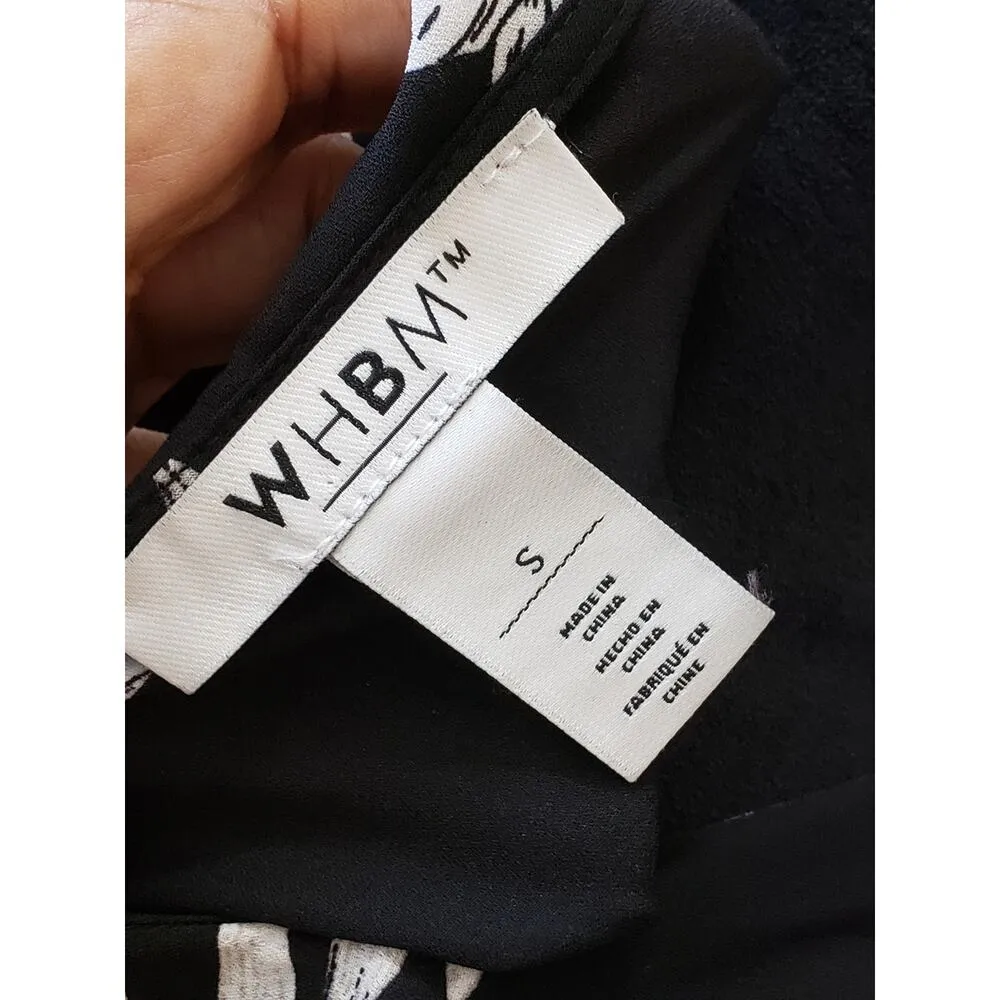 WHBM™
S
MADE IN
CHINA
HECHO EN
CHINA
FABRIQUÉ EN
CHINE